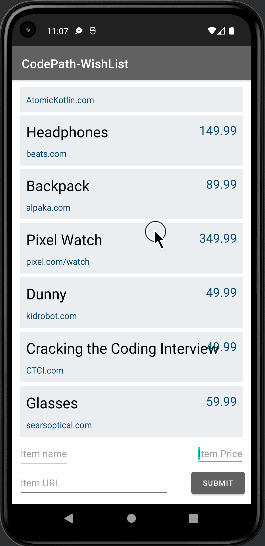 11:07
CodePath-WishList
AtomicKotlin.com
Headphones 149.99
beats.com
Backpack 89.99
alpaka.com
Pixel Watch 349.99
pixel.com/watch
Dunny 49.99
kidrobot.com
Cracking the Coding Interview 49.99
CTCI.com
Glasses 59.99
searsoptical.com
Item name Item Price
Item URL SUBMIT